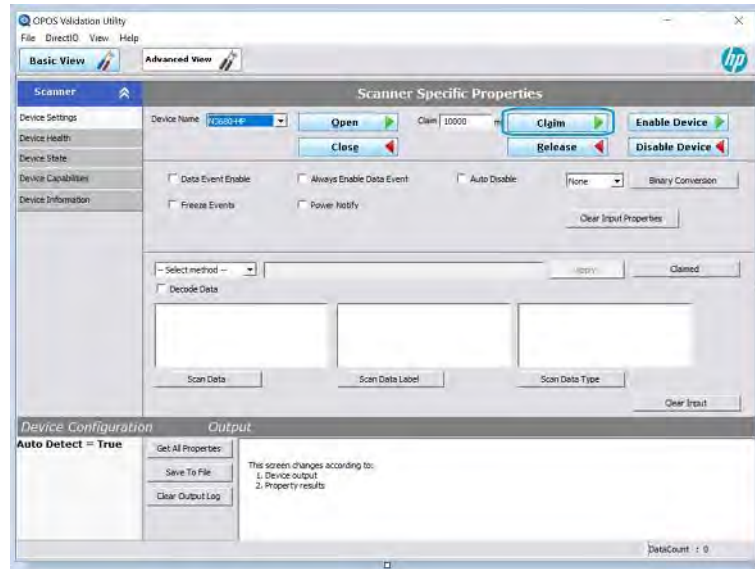 OPOS Validation Utility
File DirectIO View Help
Basic View
Advanced View
hp
Scanner
Scanner Specific Properties
Device Settings
Device Health
Device State
Device Capabilities
Device Information
Device Name
Open
Claim 10000
Claim
Enable Device
Close
Release
Disable Device
Data Event Enable
Always Enable Data Event
Auto Disable
None
Binary Conversion
Freeze Events
Power Notify
Clear Input Properties
-- Select method --
Apply
Claimed
Decode Data
Scan Data
Scan Data Label
Scan Data Type
Clear Input
Device Configuration
Output
Auto Detect = True
Get All Properties
Save To File
Clear Output Log
This screen changes according to:
1. Device output
2. Property results
DataCount : 0